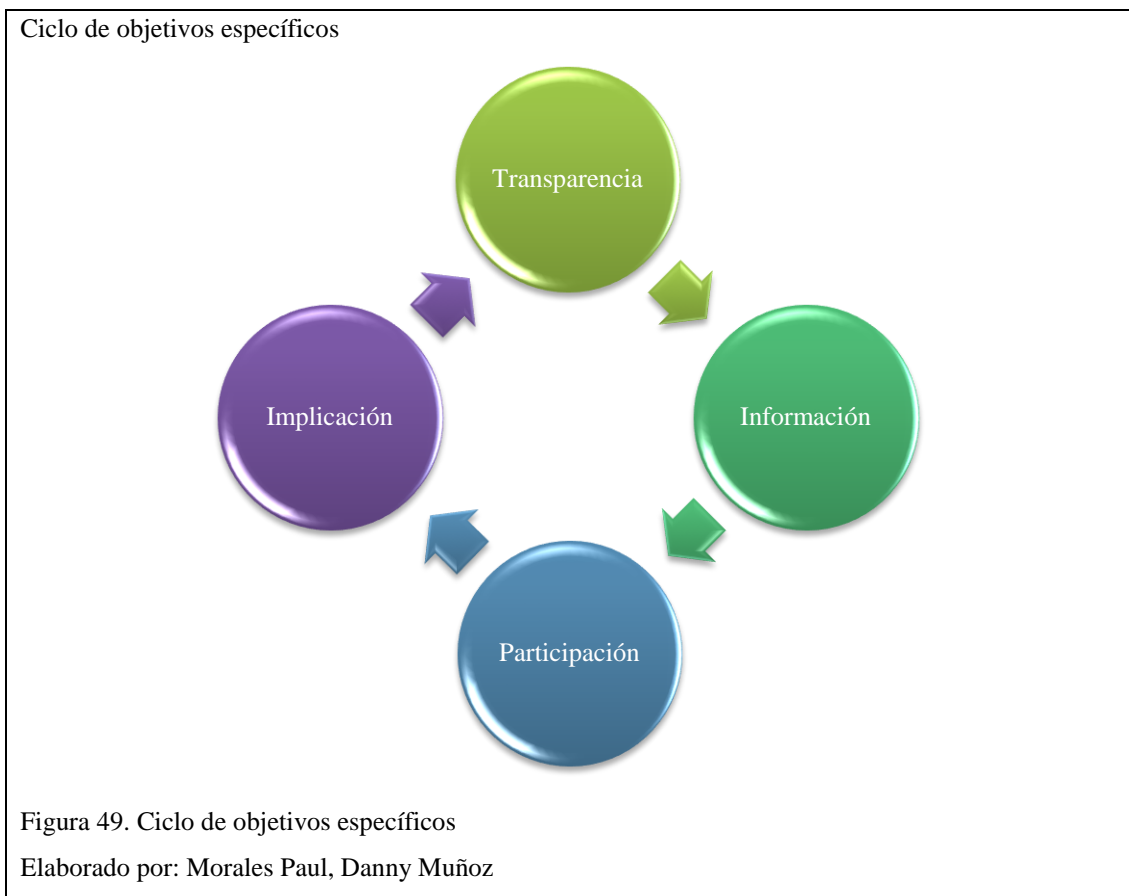 Ciclo de objetivos específicos
Transparencia
Implicación
Información
Participación
Figura 49. Ciclo de objetivos específicos
Elaborado por: Morales Paul, Danny Muñoz